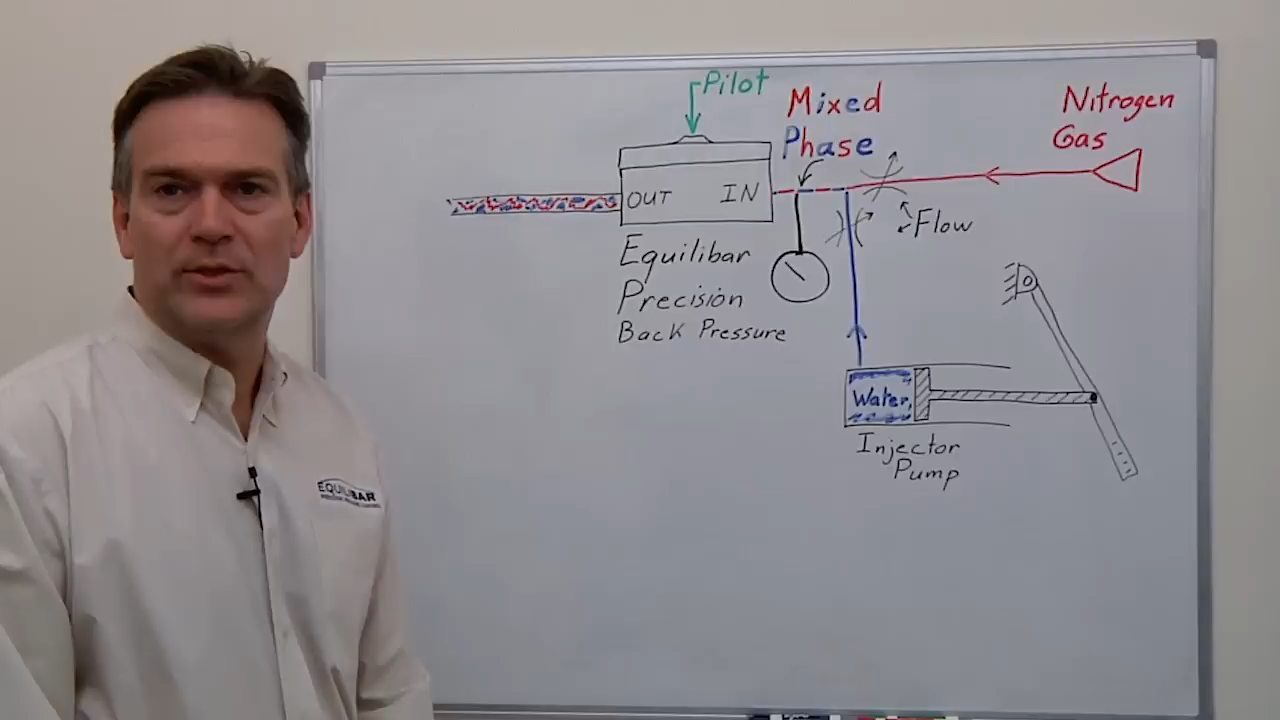 Pilot
Mixed
Phase
Nitrogen
Gas
OUT IN
Flow
Equilibar
Precision
Back Pressure
Water
Injector
Pump
EQUILIBAR